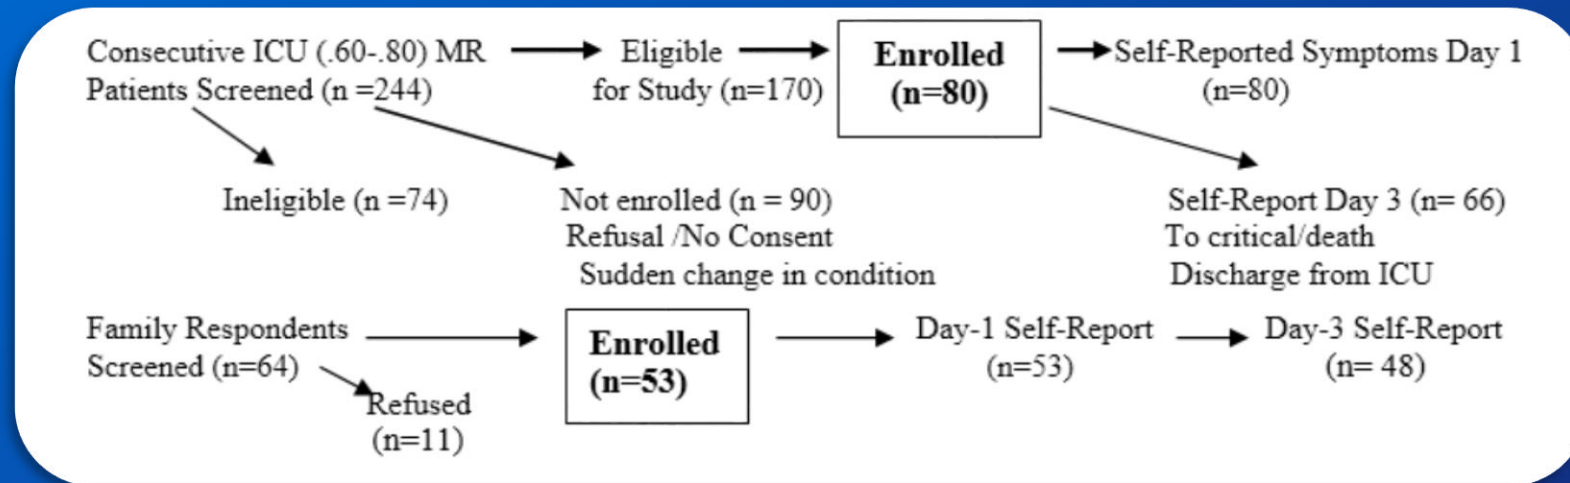 Consecutive ICU (.60-.80) MR
Patients Screened (n =244)
Eligible
for Study (n=170)
Enrolled
(n=80)
Self-Reported Symptoms Day 1
(n=80)
Ineligible (n =74)
Not enrolled (n = 90)
Refusal /No Consent
Sudden change in condition
Self-Report Day 3 (n= 66)
To critical/death
Discharge from ICU
Family Respondents
Screened (n=64)
Refused
(n=11)
Enrolled
(n=53)
Day-1 Self-Report
(n=53)
Day-3 Self-Report
(n= 48)